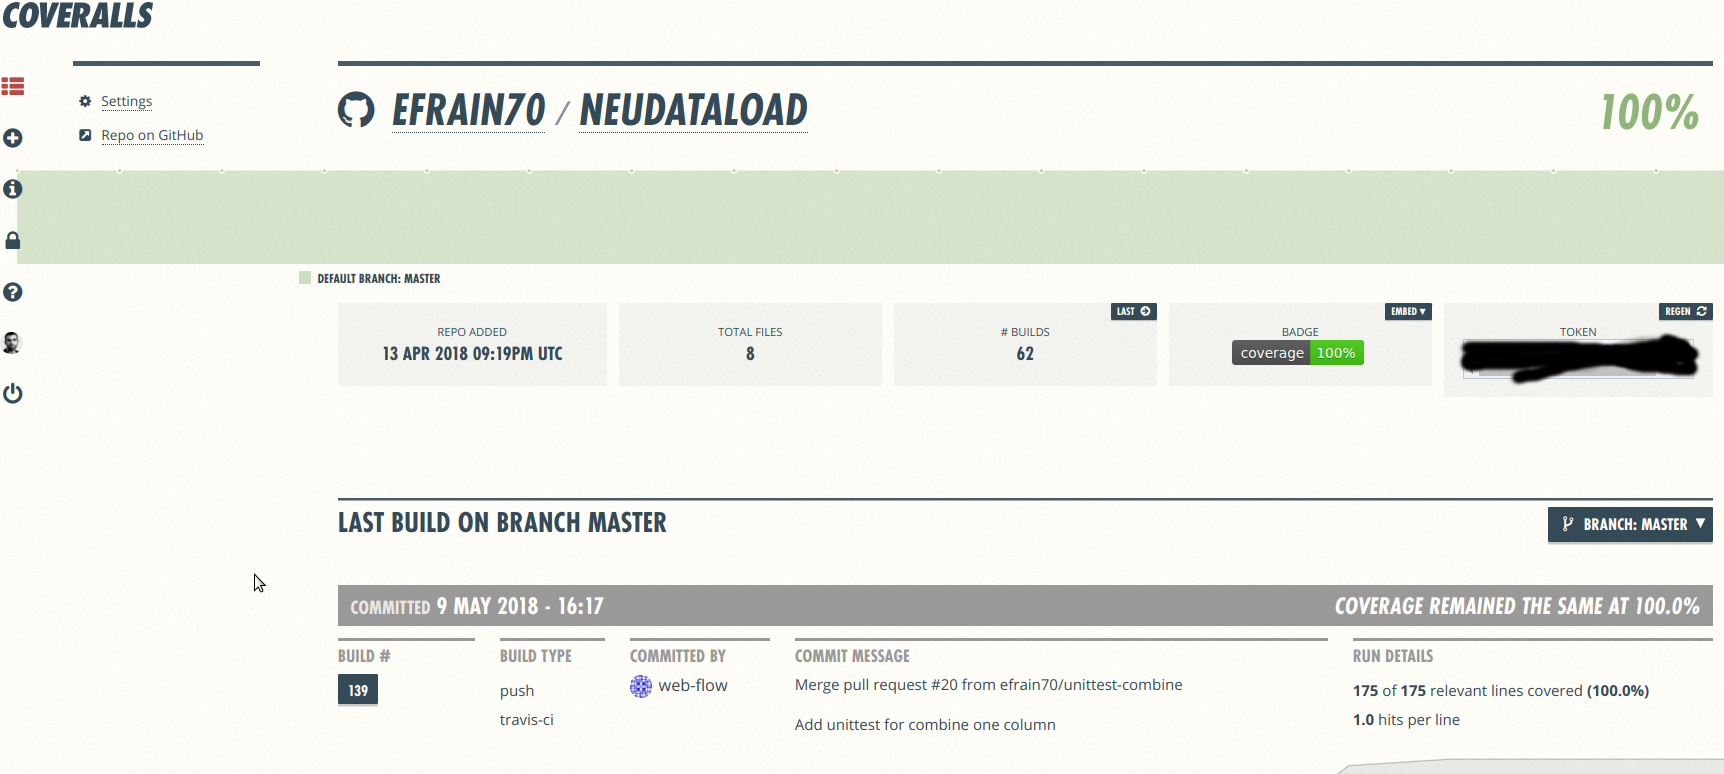 COVERALLS
Settings
Repo on GitHub
EFRAIN70 / NEUDATALOAD
100%
DEFAULT BRANCH: MASTER
REPO ADDED
13 APR 2018 09:19PM UTC
TOTAL FILES
8
LAST
# BUILDS
62
EMBED ▾
BADGE
coverage 100%
REGEN
TOKEN
LAST BUILD ON BRANCH MASTER
BRANCH: MASTER ▼
COMMITTED 9 MAY 2018 - 16:17
COVERAGE REMAINED THE SAME AT 100.0%
BUILD #
139
BUILD TYPE
push
travis-ci
COMMITTED BY
web-flow
COMMIT MESSAGE
Merge pull request #20 from efrain70/unittest-combine
Add unittest for combine one column
RUN DETAILS
175 of 175 relevant lines covered (100.0%)
1.0 hits per line